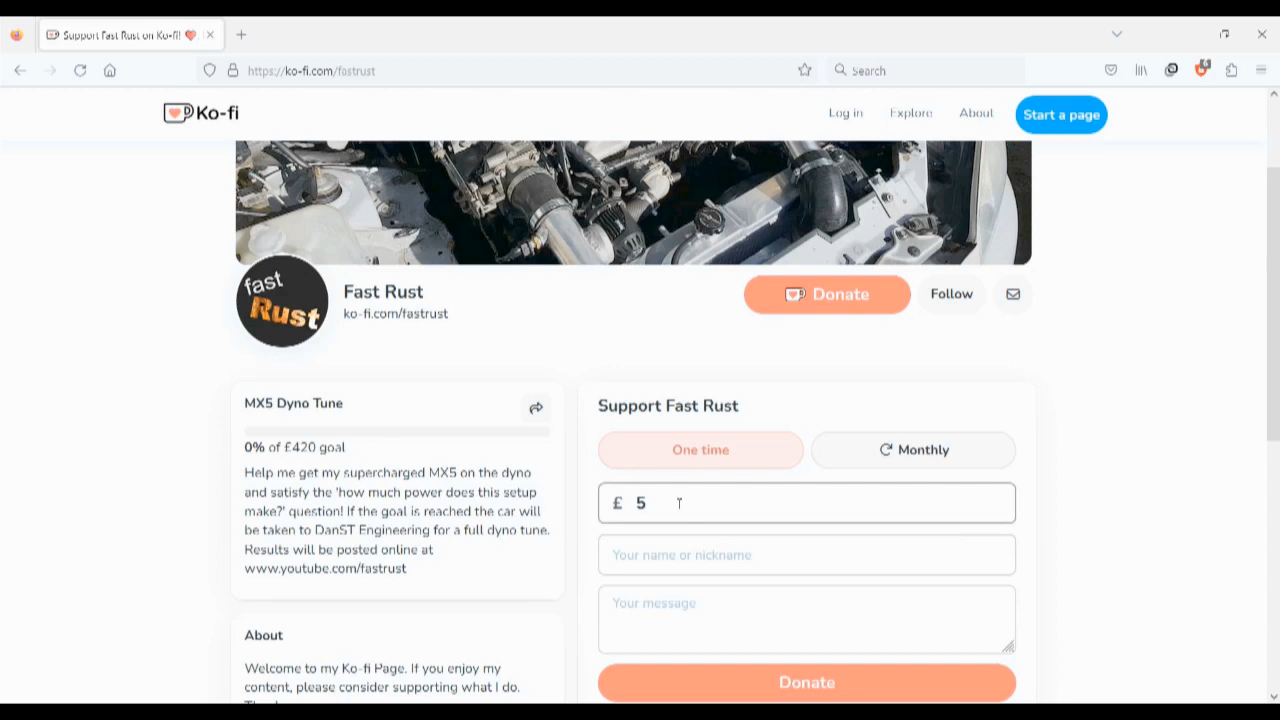 Support Fast Rust on Ko-fi!
https://ko-fi.com/fastrust
Search
Ko-fi
Log in
Explore
About
Start a page
fast
Rust
Fast Rust
ko-fi.com/fastrust
Donate
Follow
MX5 Dyno Tune
0% of £420 goal
Help me get my supercharged MX5 on the dyno
and satisfy the 'how much power does this setup
make?' question! If the goal is reached the car will
be taken to DanST Engineering for a full dyno tune.
Results will be posted online at
www.youtube.com/fastrust
About
Welcome to my Ko-fi Page. If you enjoy my
content, please consider supporting what I do.
Support Fast Rust
One time
Monthly
£ 5
Your name or nickname
Your message
Donate